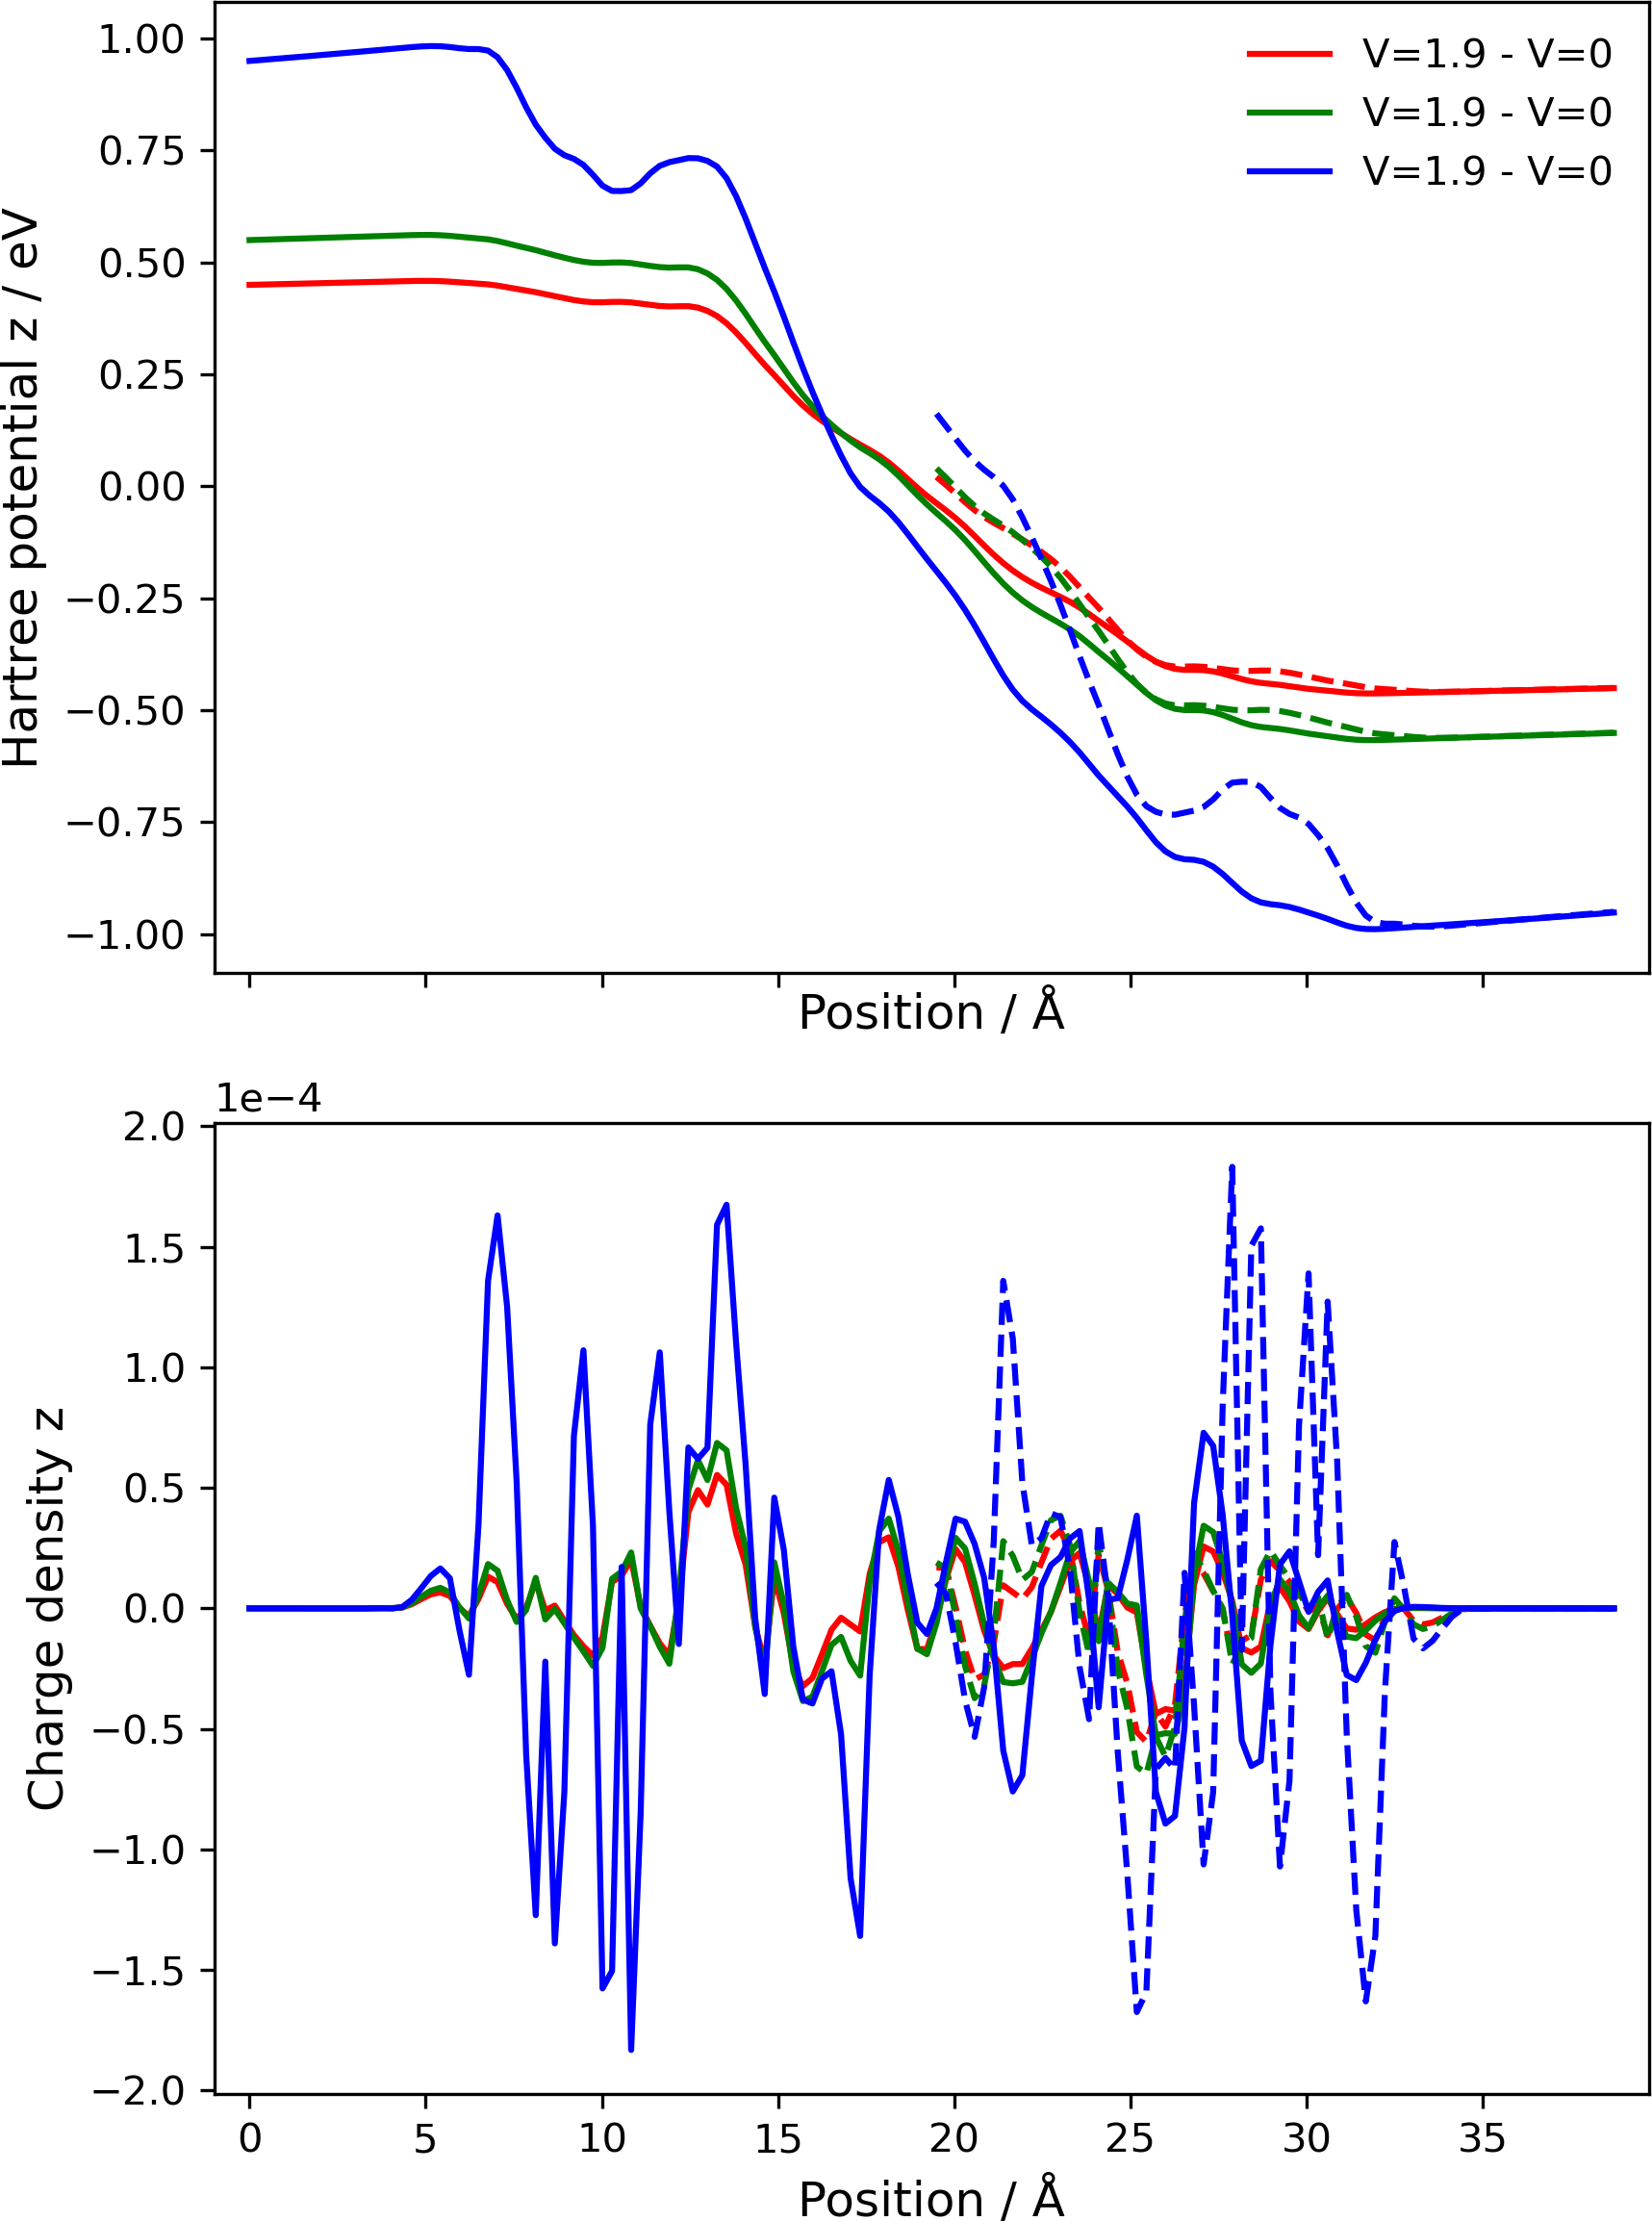 1.00
0.75
0.50
0.25
0.00
−0.25
−0.50
−0.75
−1.00
Hartree potential z / eV
V=1.9 - V=0
V=1.9 - V=0
V=1.9 - V=0
Position / Å
1e−4
2.0
1.5
1.0
0.5
0.0
−0.5
−1.0
−1.5
−2.0
Charge density z
0 5 10 15 20 25 30 35
Position / Å